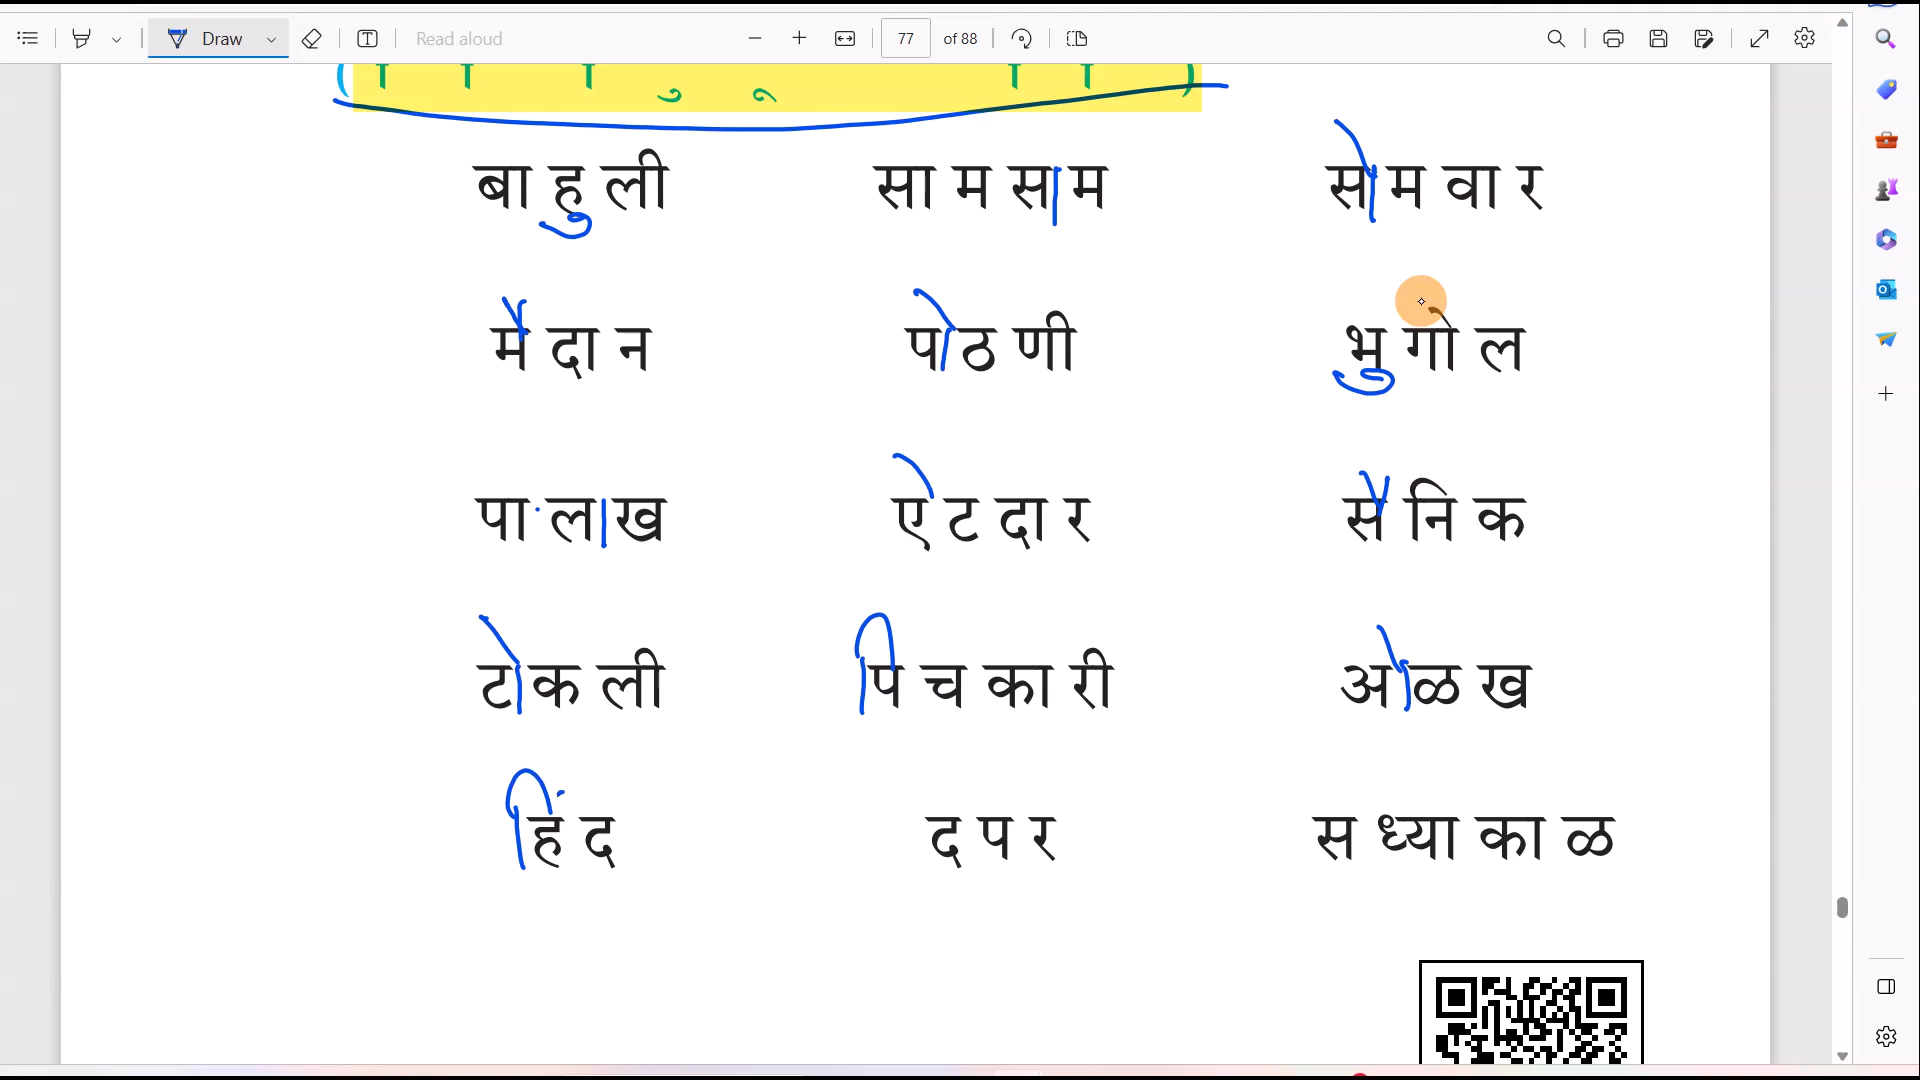 Draw Read aloud 77 of 88
बा हु ली सा म सा म सो म वा र
मै दा न पो ठ णी भु गो ल
पा ला ख ऐ ट दा र सै नि क
टो क ली पि च का री ओ ळ ख
हिं द द प र स ध्या का ळ